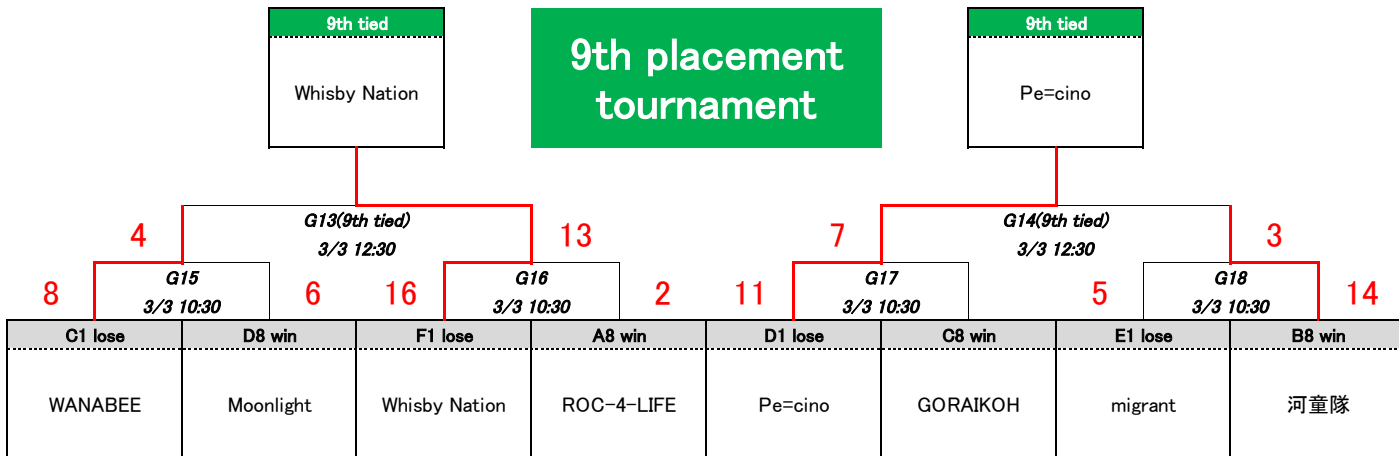 9th tied
9th placement
tournament
9th tied
Whisby Nation
Pe=cino
G13(9th tied)
G14(9th tied)
4
13
7
3
3/3 12:30
3/3 12:30
G15
G16
G17
G18
8
6
16
2
11
5
14
3/3 10:30
3/3 10:30
3/3 10:30
3/3 10:30
C1 lose
D8 win
F1 lose
A8 win
D1 lose
C8 win
E1 lose
B8 win
WANABEE
Moonlight
Whisby Nation
ROC-4-LIFE
Pe=cino
GORAIKOH
migrant
河童隊